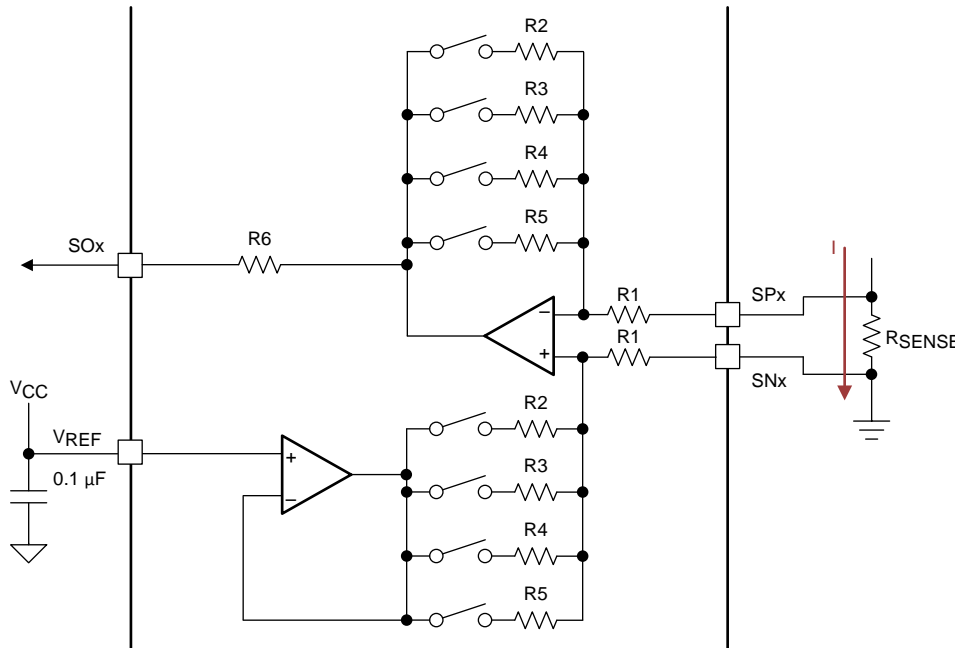 R2
R3
R4
R5
SOx
R6
I
R1
SPx
−
R1
+
SNx
RSENSE
VCC
VREF
0.1 µF
+
−
R2
R3
R4
R5